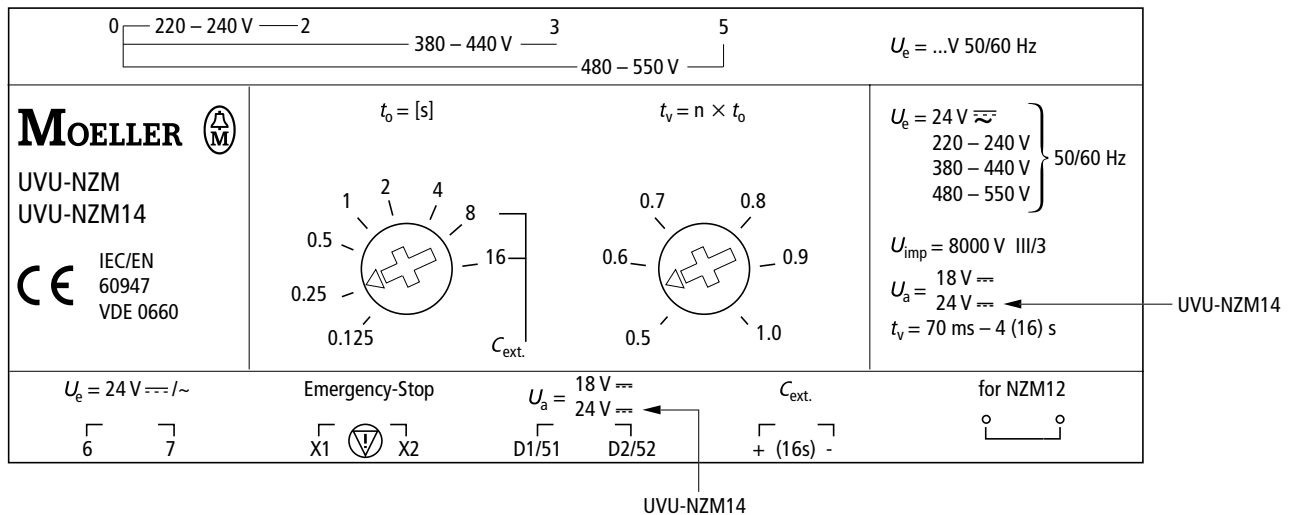 0 220 – 240 V 2
380 – 440 V 3
480 – 550 V 5
Ue = ...V 50/60 Hz
MOELLER M
UVU-NZM
UVU-NZM14
CE
IEC/EN
60947
VDE 0660
to = [s]
0.125
0.25
0.5
1
2
4
8
16
Cext.
tv = n × to
0.5
0.6
0.7
0.8
0.9
1.0
Ue = 24 V ⎓ ~
220 – 240 V
380 – 440 V
480 – 550 V
50/60 Hz
Uimp = 8000 V III/3
Ua = 18 V ⎓
24 V ⎓
UVU-NZM14
tv = 70 ms – 4 (16) s
Ue = 24 V ⎓/~
6 7
Emergency-Stop
X1 ! X2
Ua = 18 V ⎓
24 V ⎓
D1/51 D2/52
Cext.
+ (16s) -
for NZM12
UVU-NZM14